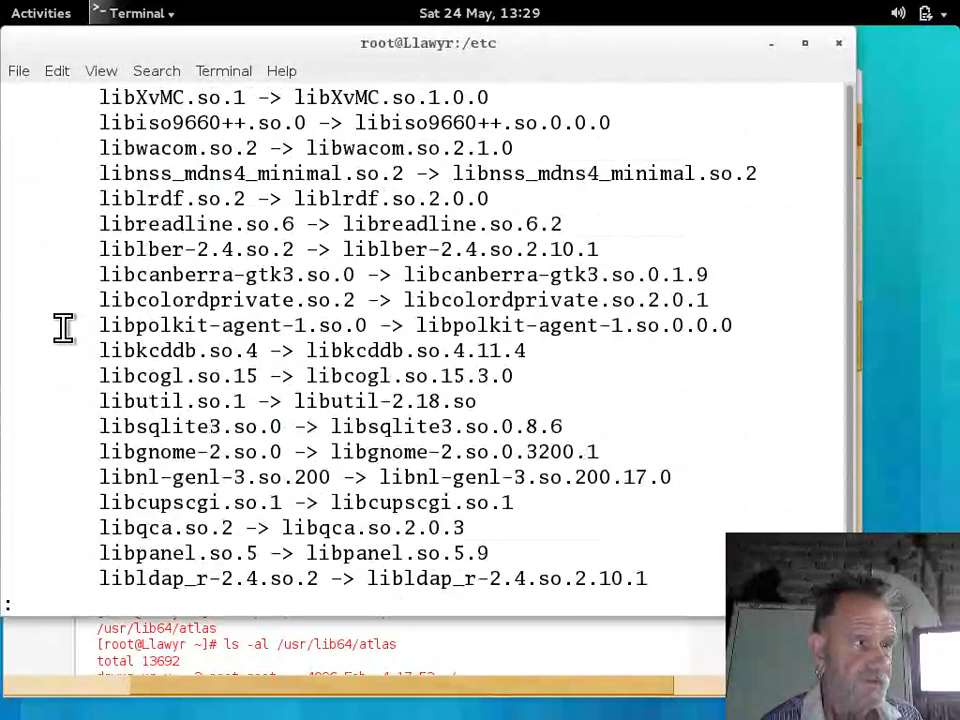 Activities
Terminal
Sat 24 May, 13:29
root@Llawyr:/etc
File Edit View Search Terminal Help
libXvMC.so.1 -> libXvMC.so.1.0.0
libiso9660++.so.0 -> libiso9660++.so.0.0.0
libwacom.so.2 -> libwacom.so.2.1.0
libnss_mdns4_minimal.so.2 -> libnss_mdns4_minimal.so.2
liblrdf.so.2 -> liblrdf.so.2.0.0
libreadline.so.6 -> libreadline.so.6.2
liblber-2.4.so.2 -> liblber-2.4.so.2.10.1
libcanberra-gtk3.so.0 -> libcanberra-gtk3.so.0.1.9
libcolordprivate.so.2 -> libcolordprivate.so.2.0.1
libpolkit-agent-1.so.0 -> libpolkit-agent-1.so.0.0.0
libkcddb.so.4 -> libkcddb.so.4.11.4
libcogl.so.15 -> libcogl.so.15.3.0
libutil.so.1 -> libutil-2.18.so
libsqlite3.so.0 -> libsqlite3.so.0.8.6
libgnome-2.so.0 -> libgnome-2.so.0.3200.1
libnl-genl-3.so.200 -> libnl-genl-3.so.200.17.0
libcupscgi.so.1 -> libcupscgi.so.1
libqca.so.2 -> libqca.so.2.0.3
libpanel.so.5 -> libpanel.so.5.9
libldap_r-2.4.so.2 -> libldap_r-2.4.so.2.10.1
:
/usr/lib64/atlas
[root@Llawyr ~]# ls -al /usr/lib64/atlas
total 13692